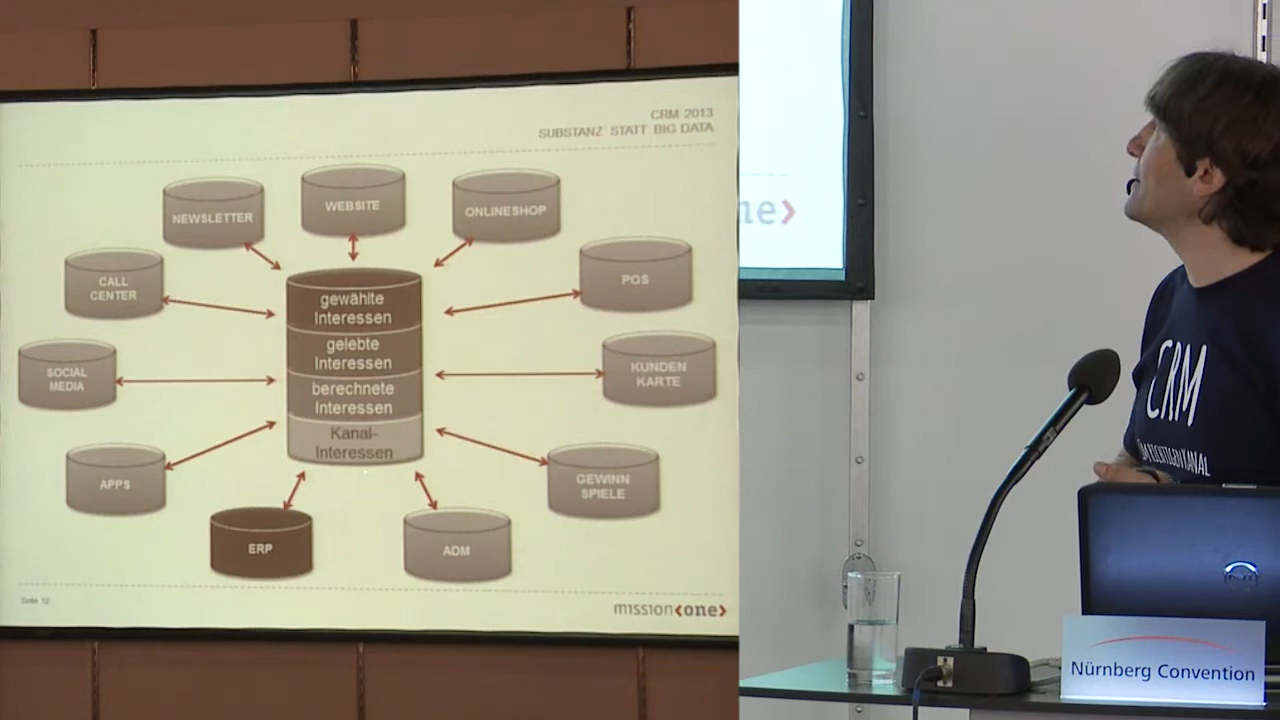 CRM 2013
SUBSTANZ STATT BIG DATA
NEWSLETTER
WEBSITE
ONLINESHOP
CALL
CENTER
POS
gewählte
Interessen
gelebte
Interessen
berechnete
Interessen
Kanal-
Interessen
SOCIAL
MEDIA
KUNDEN
KARTE
APPS
GEWINN
SPIELE
ERP
ADM
Seite 12
mission<one>
ne>
CRM
Nürnberg Convention